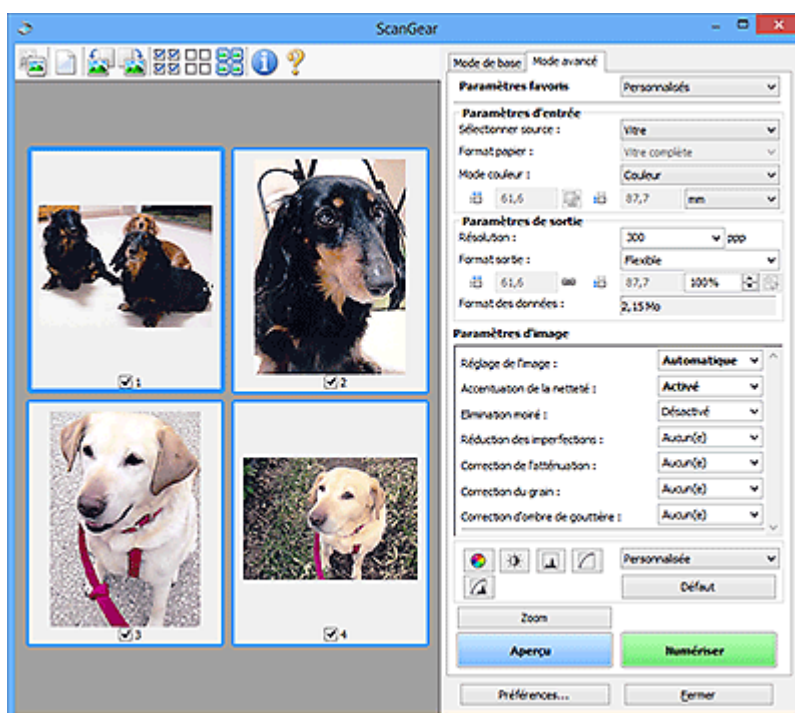 ScanGear
Mode de base Mode avancé
Paramètres favoris Personnalisés
Paramètres d'entrée
Sélectionner source : Vitre
Format papier : Vitre complète
Mode couleur : Couleur
61,6 87,7 mm
Paramètres de sortie
Résolution : 300 ppp
Format sortie : Flexible
61,6 87,7 100%
Format des données : 2,15 Mo
Paramètres d'image
Réglage de l'image : Automatique
Accentuation de la netteté : Activé
Elimination moiré : Désactivé
Réduction des imperfections : Aucun(e)
Correction de l'atténuation : Aucun(e)
Correction du grain : Aucun(e)
Correction d'ombre de gouttière : Aucun(e)
Personnalisée
Défaut
Zoom
Aperçu Numériser
Préférences... Fermer
1
2
3
4